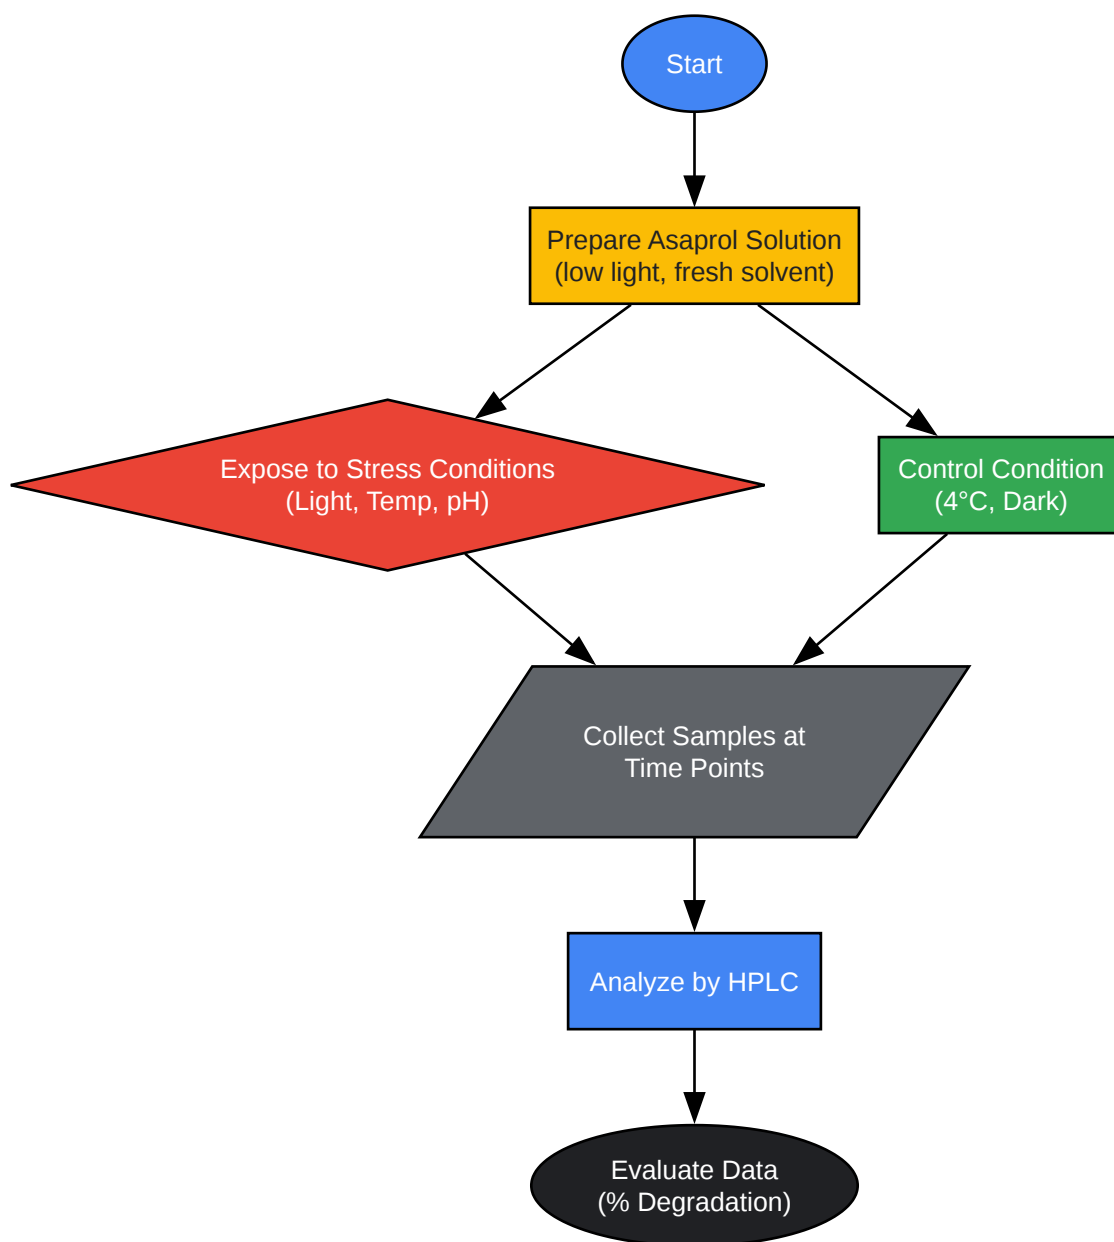 Start
Prepare Asaprol Solution
(low light, fresh solvent)
Expose to Stress Conditions
(Light, Temp, pH)
Control Condition
(4°C, Dark)
Collect Samples at
Time Points
Analyze by HPLC
Evaluate Data
(% Degradation)